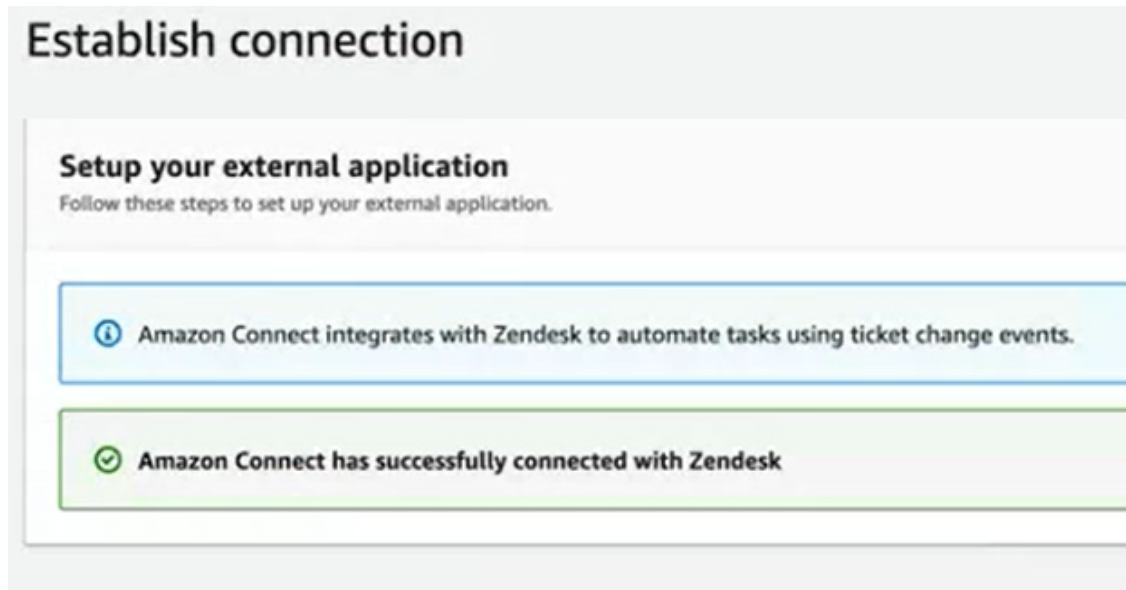 Establish connection
Setup your external application
Follow these steps to set up your external application.
Amazon Connect integrates with Zendesk to automate tasks using ticket change events.
Amazon Connect has successfully connected with Zendesk